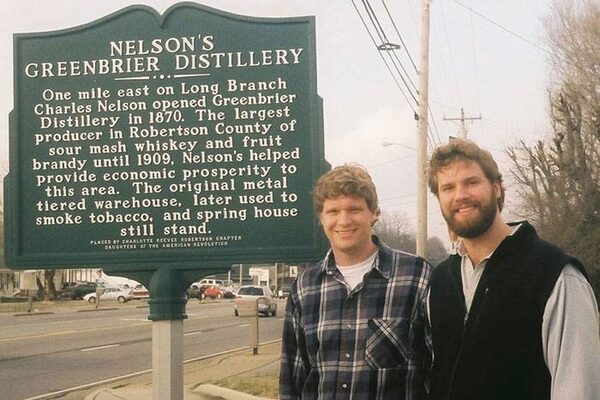 NELSON'S
GREENBRIER DISTILLERY
One mile east on Long Branch
Charles Nelson opened Greenbrier
Distillery in 1870. The largest
producer in Robertson County of
sour mash whiskey and fruit
brandy until 1909, Nelson's helped
provide economic prosperity to
this area. The original metal
tiered warehouse, later used to
smoke tobacco, and spring house
still stand.
PLACED BY CHARLOTTE REEVES ROBERTSON CHAPTER
DAUGHTERS OF THE AMERICAN REVOLUTION